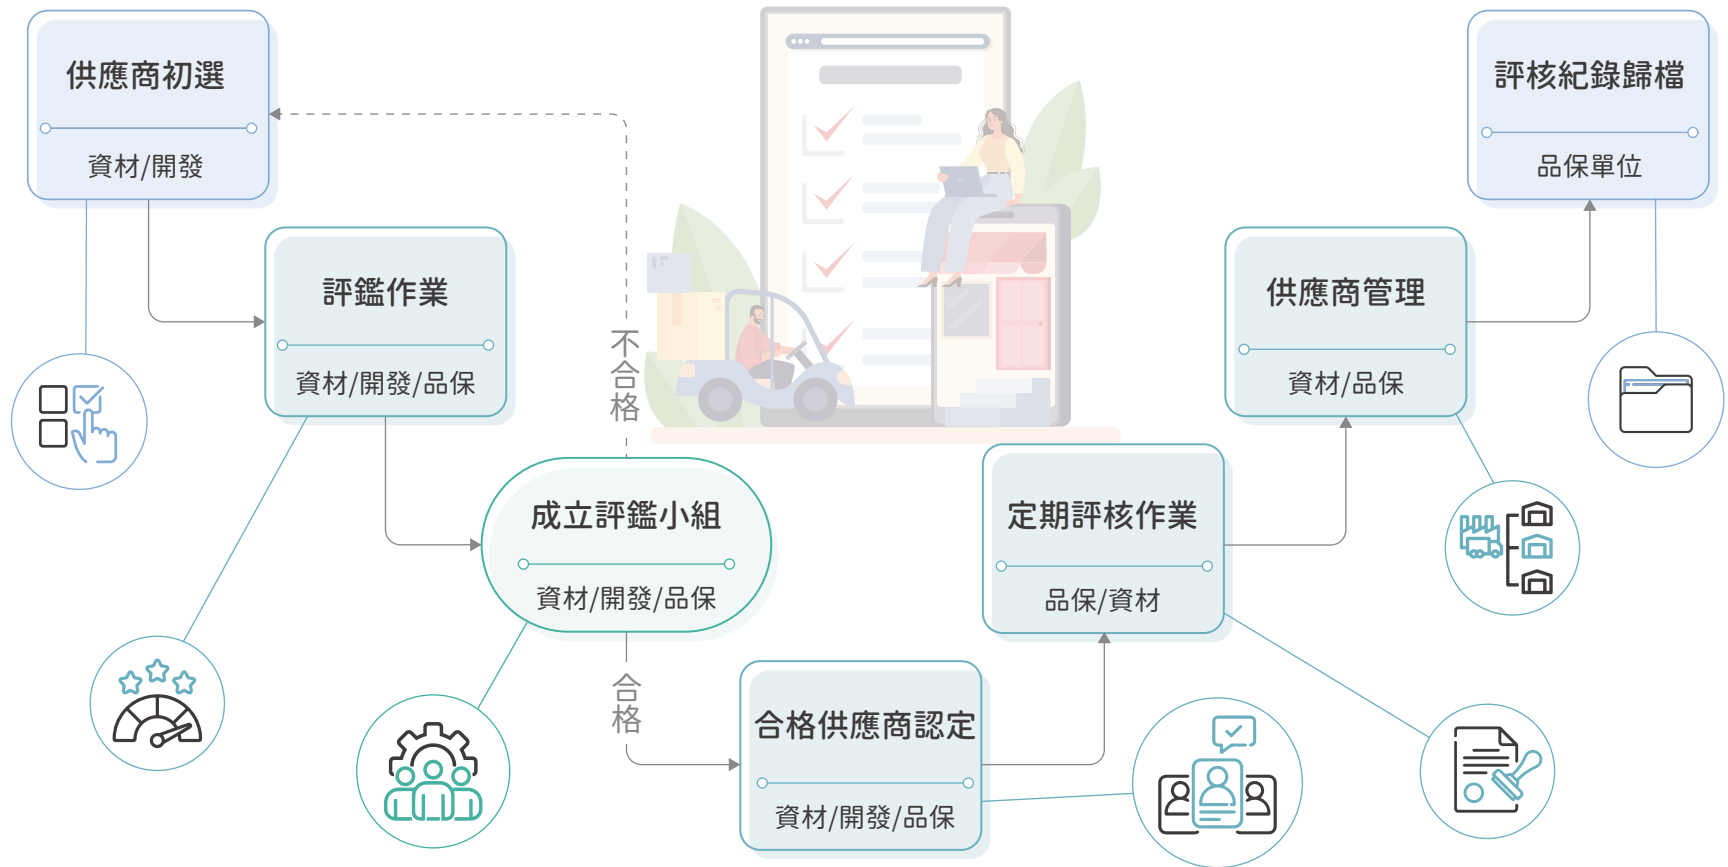 供應商初選
資材/開發
評鑑作業
資材/開發/品保
不合格
成立評鑑小組
資材/開發/品保
合格
合格供應商認定
資材/開發/品保
定期評核作業
品保/資材
供應商管理
資材/品保
評核紀錄歸檔
品保單位